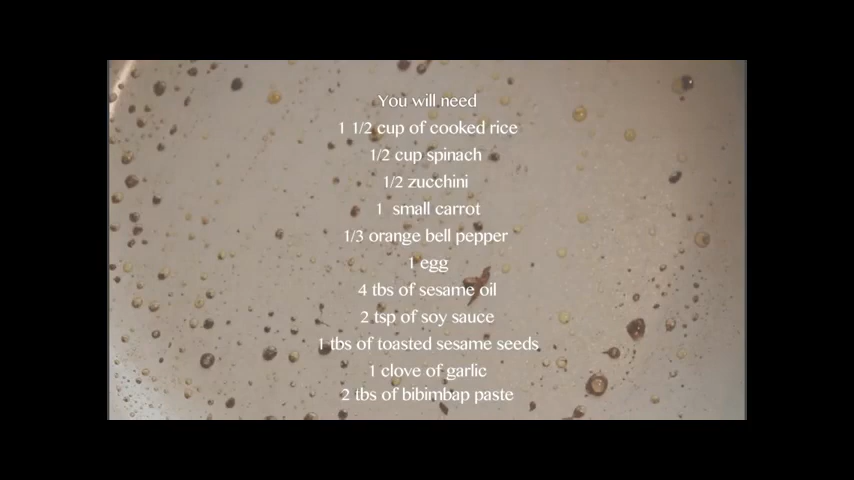 You will need
1 1/2 cup of cooked rice
1/2 cup spinach
1/2 zucchini
1 small carrot
1/3 orange bell pepper
1 egg
4 tbs of sesame oil
2 tsp of soy sauce
1 tbs of toasted sesame seeds
1 clove of garlic
2 tbs of bibimbap paste